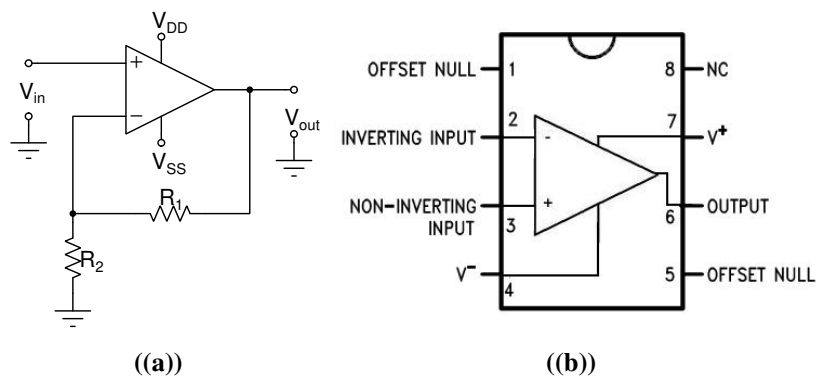 V_DD
+
V_in
−
V_out
V_SS
R_1
R_2
((a))
OFFSET NULL 1
8 NC
2
7
INVERTING INPUT
-
V+
NON-INVERTING
INPUT
3
+
6
OUTPUT
V−
4
5 OFFSET NULL
((b))